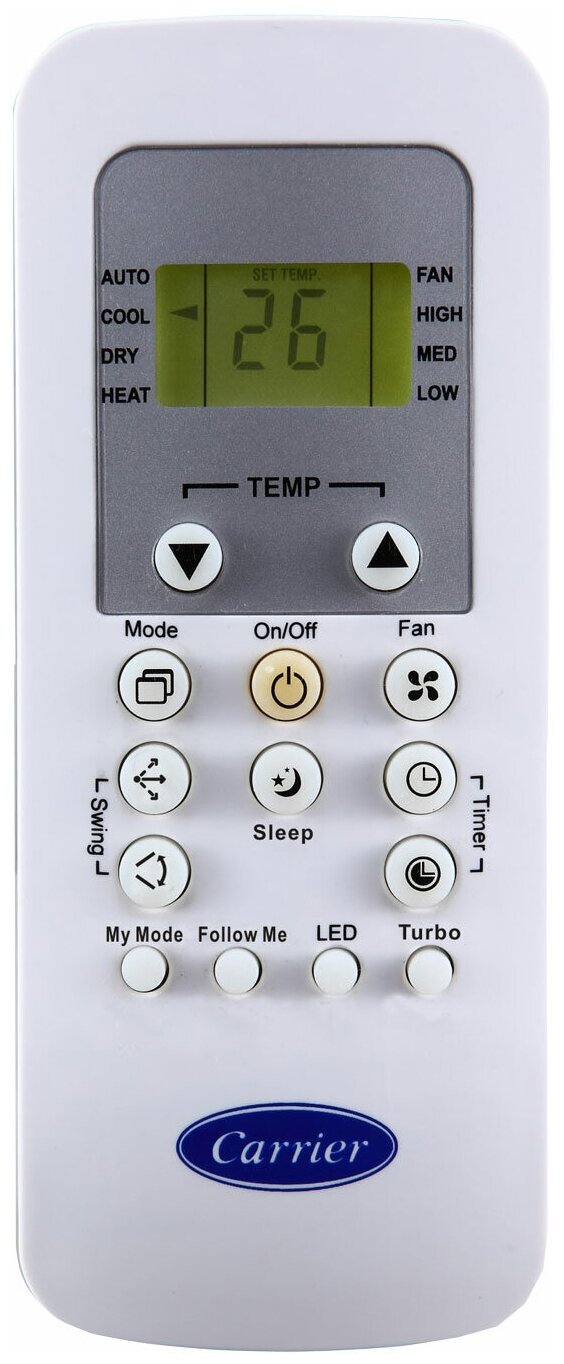 SET TEMP.
AUTO
COOL
DRY
HEAT
26
FAN
HIGH
MED
LOW
TEMP
Mode
On/Off
Fan
Swing
Sleep
Timer
My Mode
Follow Me
LED
Turbo
Carrier